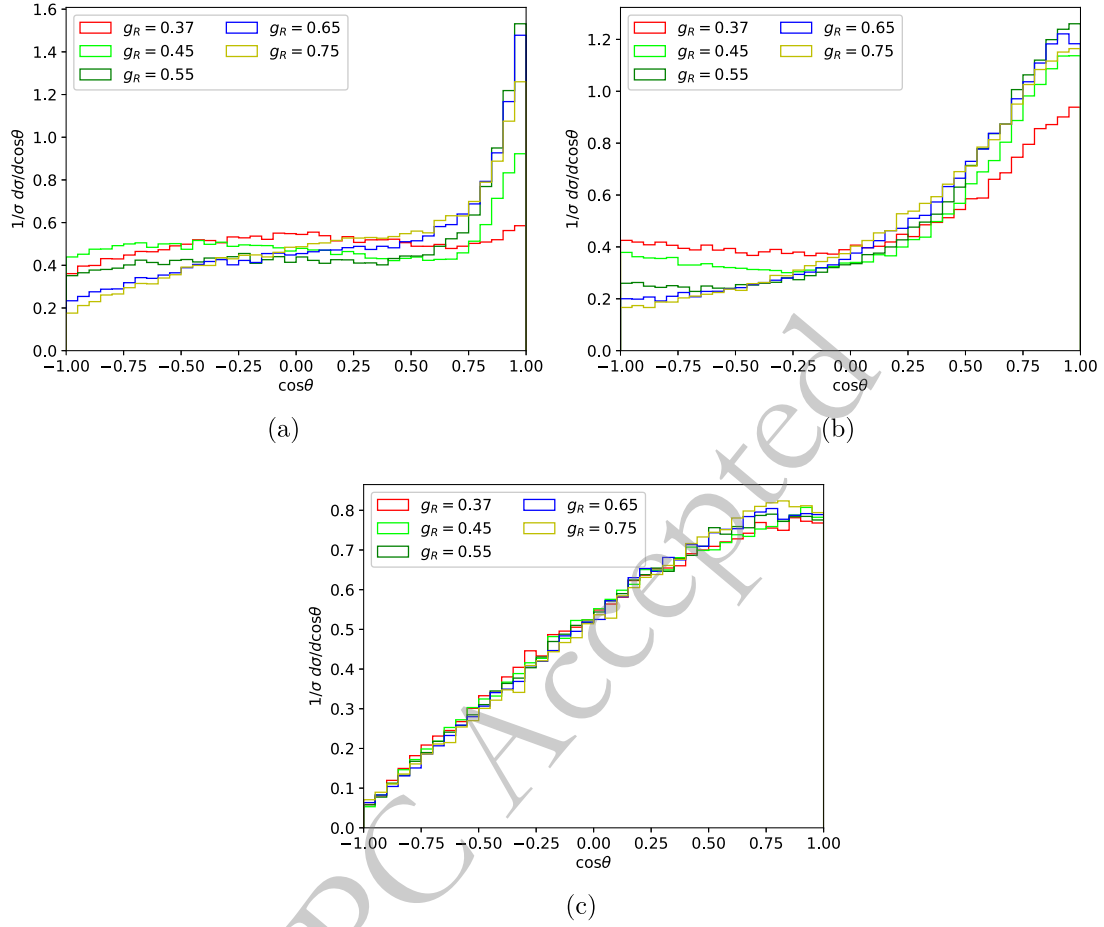 g_R = 0.37
g_R = 0.45
g_R = 0.55
g_R = 0.65
g_R = 0.75
1/σ dσ/dcosθ
0.0
0.2
0.4
0.6
0.8
1.0
1.2
1.4
1.6
−1.00 −0.75 −0.50 −0.25 0.00 0.25 0.50 0.75 1.00
cosθ
(a)
g_R = 0.37
g_R = 0.45
g_R = 0.55
g_R = 0.65
g_R = 0.75
1/σ dσ/dcosθ
0.0
0.2
0.4
0.6
0.8
1.0
1.2
−1.00 −0.75 −0.50 −0.25 0.00 0.25 0.50 0.75 1.00
cosθ
(b)
g_R = 0.37
g_R = 0.45
g_R = 0.55
g_R = 0.65
g_R = 0.75
1/σ dσ/dcosθ
0.0
0.1
0.2
0.3
0.4
0.5
0.6
0.7
0.8
−1.00 −0.75 −0.50 −0.25 0.00 0.25 0.50 0.75 1.00
cosθ
(c)
PC Accepted